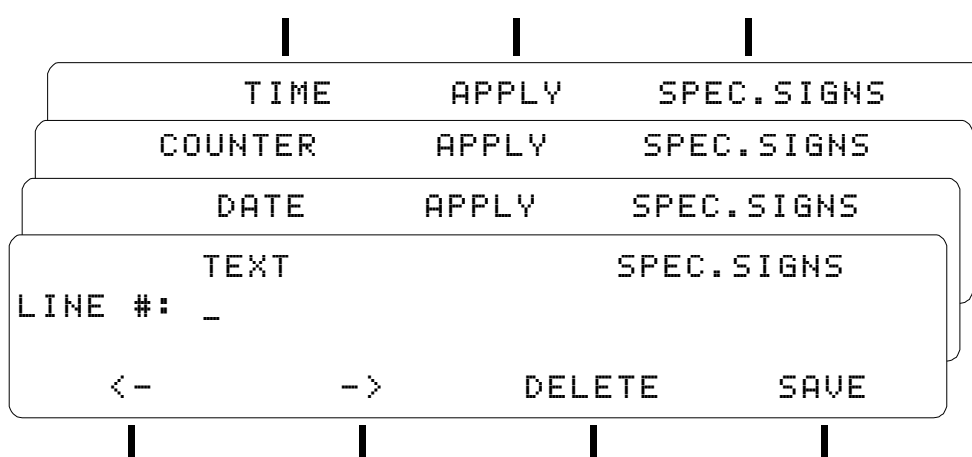 TIME APPLY SPEC.SIGNS
COUNTER APPLY SPEC.SIGNS
DATE APPLY SPEC.SIGNS
TEXT SPEC.SIGNS
LINE #: _
<- -> DELETE SAVE